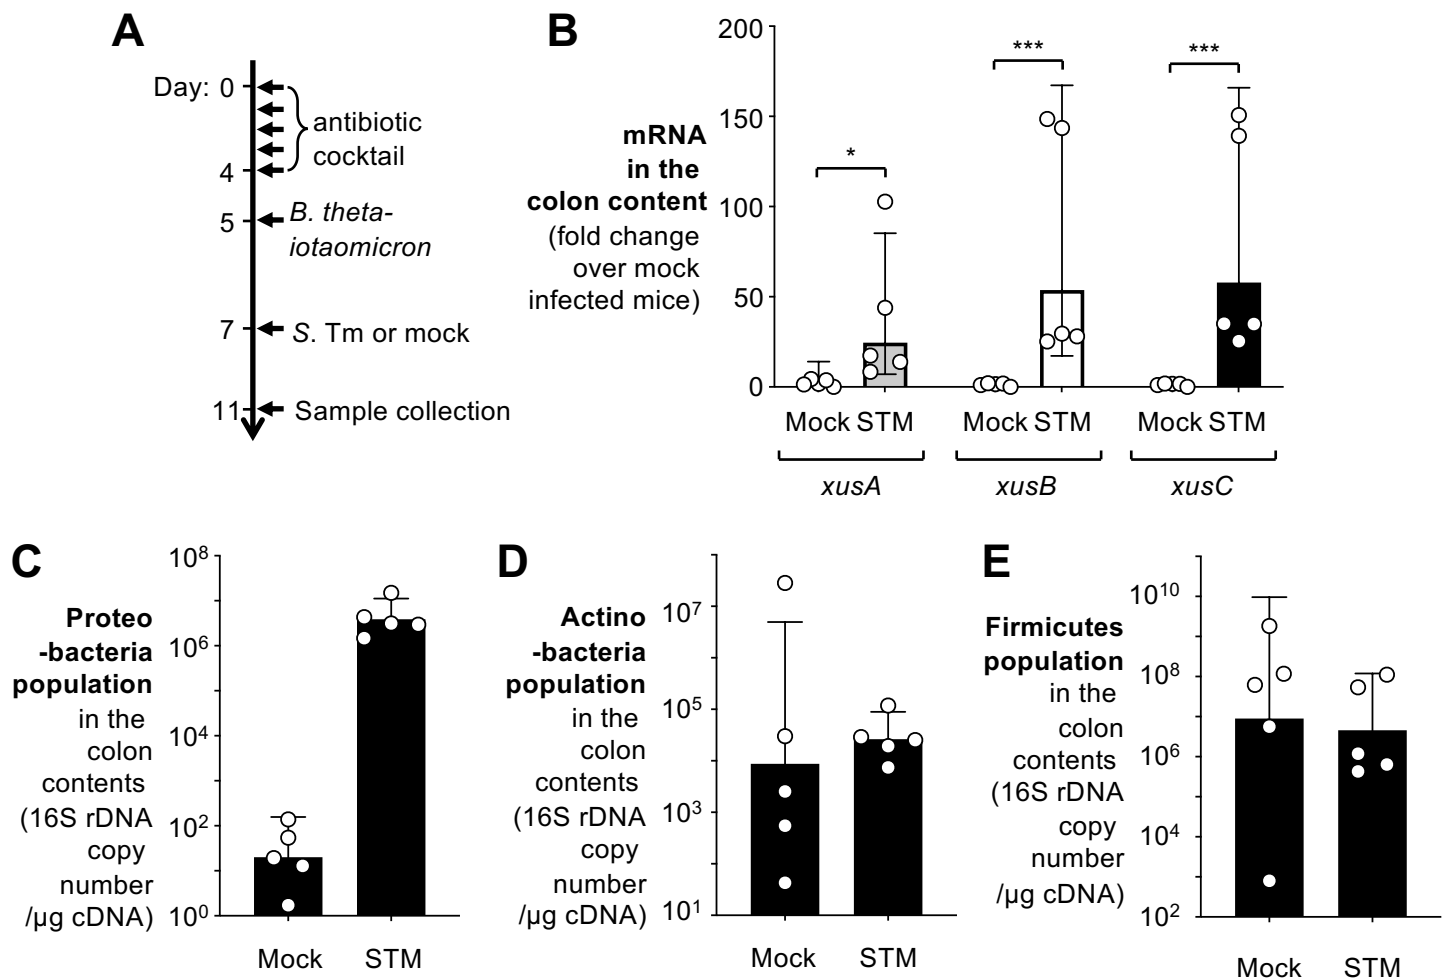 A
Day: 0
4
antibiotic
cocktail
5
B. theta-
iotaomicron
7
S. Tm or mock
11
Sample collection
B
mRNA
in the
colon content
(fold change
over mock
infected mice)
200
150
100
50
0
*
***
***
Mock STM
Mock STM
Mock STM
xusA
xusB
xusC
C
Proteo
-bacteria
population
in the
colon
contents
(16S rDNA
copy
number
/µg cDNA)
10⁸
10⁶
10⁴
10²
10⁰
Mock
STM
D
Actino
-bacteria
population
in the
colon
contents
(16S rDNA
copy
number
/µg cDNA)
10⁷
10⁵
10³
10¹
Mock
STM
E
Firmicutes
population
in the
colon
contents
(16S rDNA
copy
number
/µg cDNA)
10¹⁰
10⁸
10⁶
10⁴
10²
Mock
STM